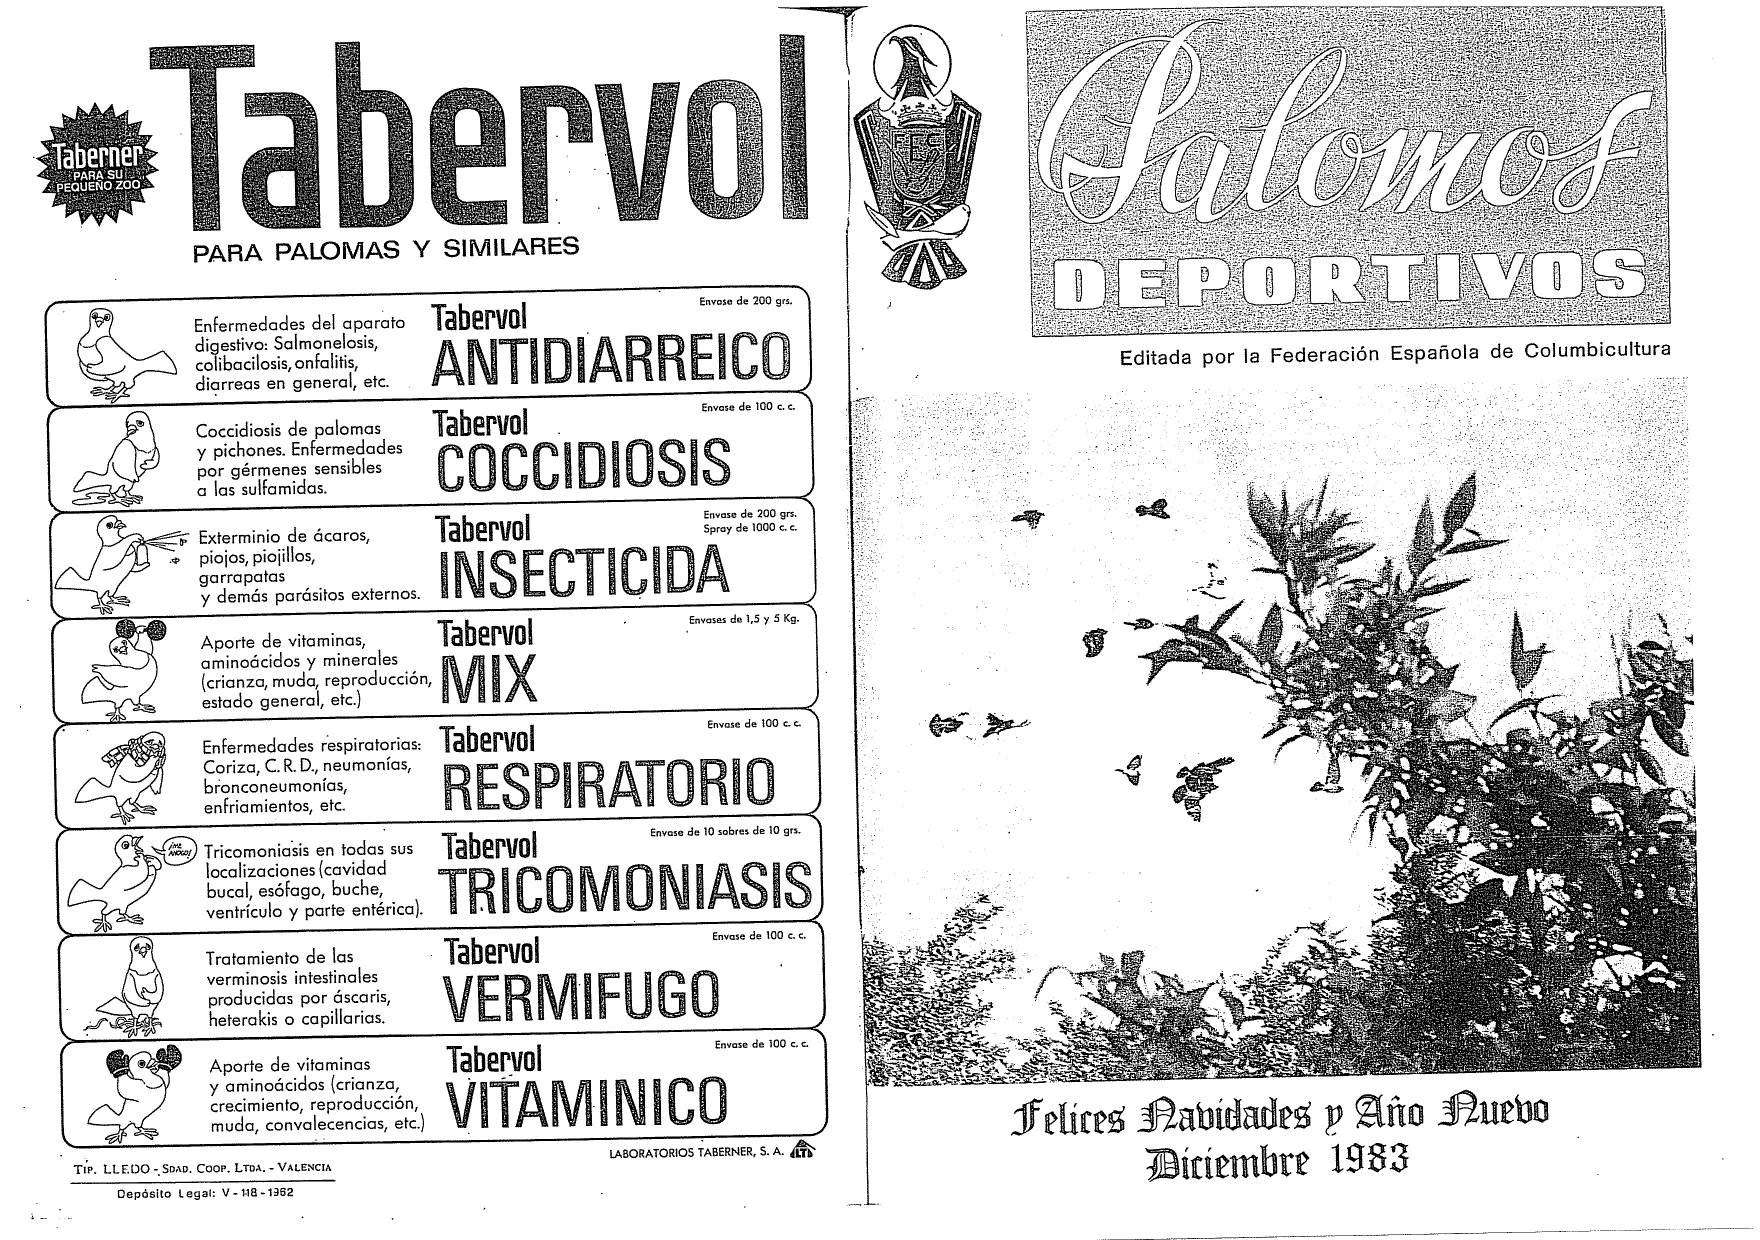 Tabervol
Taberner
PARA SU
PEQUEÑO ZOO
PARA PALOMAS Y SIMILARES
Enfermedades del aparato
digestivo: Salmonelosis,
colibacilosis, onfalitis,
diarreas en general, etc.
Tabervol
ANTIDIARREICO
Envase de 200 grs.
Coccidiosis de palomas
y pichones. Enfermedades
por gérmenes sensibles
a las sulfamidas.
Tabervol
COCCIDIOSIS
Envase de 100 c. c.
Exterminio de ácaros,
piojos, piojillos,
garrapatas
y demás parásitos externos.
Tabervol
INSECTICIDA
Envase de 200 grs.
Spray de 1000 c. c.
Aporte de vitaminas,
aminoácidos y minerales
(crianza, muda, reproducción,
estado general, etc.)
Tabervol
MIX
Envases de 1,5 y 5 Kg.
Enfermedades respiratorias:
Coriza, C. R. D., neumonías,
bronconeumonías,
enfriamientos, etc.
Tabervol
RESPIRATORIO
Envase de 100 c. c.
Tricomoniasis en todas sus
localizaciones (cavidad
bucal, esófago, buche,
ventrículo y parte entérica).
Tabervol
TRICOMONIASIS
Envase de 10 sobres de 10 grs.
Tratamiento de las
verminosis intestinales
producidas por áscaris,
heterakis o capillarias.
Tabervol
VERMIFUGO
Envase de 100 c. c.
Aporte de vitaminas
y aminoácidos (crianza,
crecimiento, reproducción,
muda, convalecencias, etc.)
Tabervol
VITAMINICO
Envase de 100 c. c.
LABORATORIOS TABERNER, S. A.
TIP. LLEDO - SDAD. COOP. LTDA. - VALENCIA
Depósito Legal: V - 118 - 1962
FEC
Palomos
DEPORTIVOS
Editada por la Federación Española de Columbicultura
Felices Navidades y Año Nuevo
Diciembre 1983